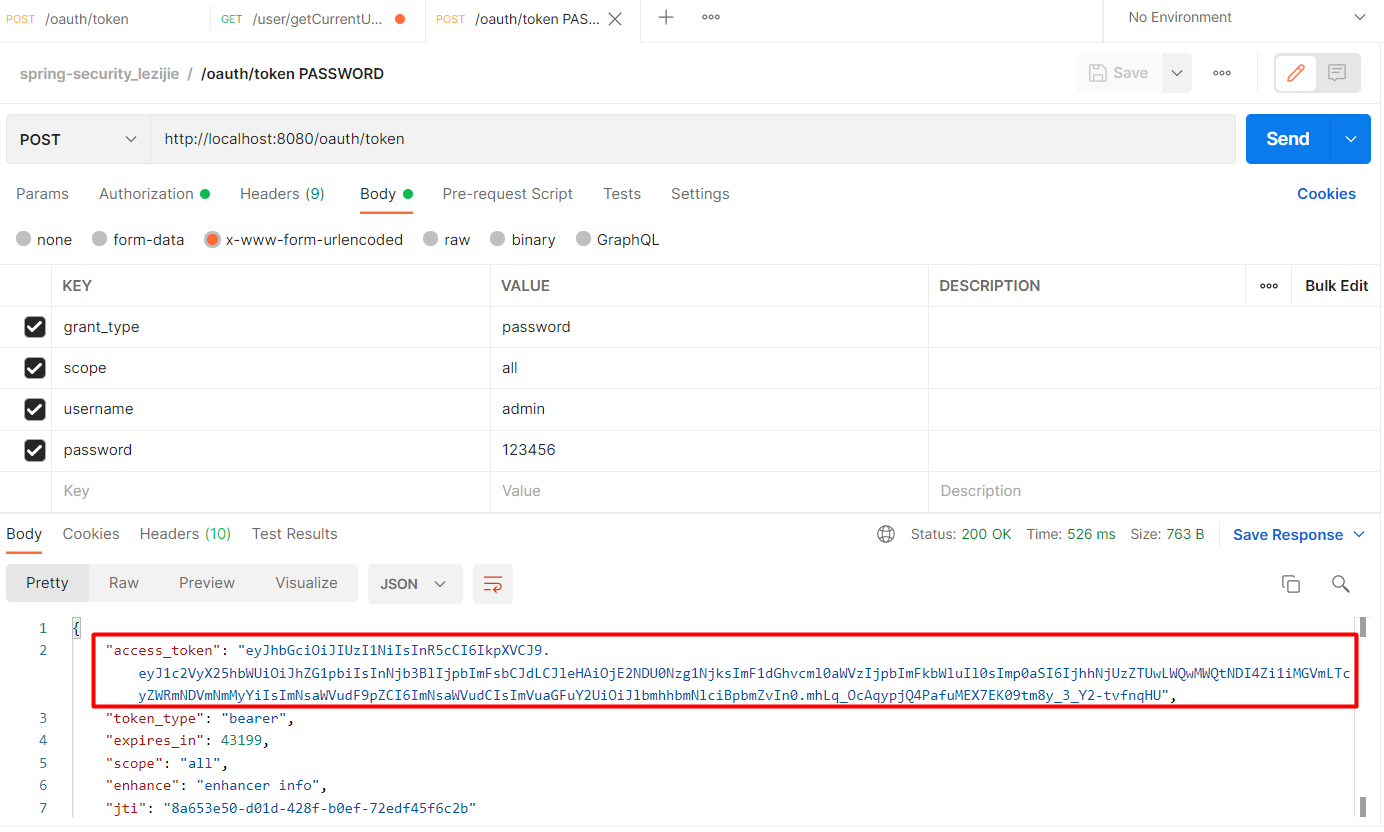 POST /oauth/token GET /user/getCurrentU... POST /oauth/token PAS... No Environment
spring-security_lezijie / /oauth/token PASSWORD Save
POST http://localhost:8080/oauth/token Send
Params Authorization Headers (9) Body Pre-request Script Tests Settings Cookies
none form-data x-www-form-urlencoded raw binary GraphQL
KEY VALUE DESCRIPTION Bulk Edit
grant_type password
scope all
username admin
password 123456
Key Value Description
Body Cookies Headers (10) Test Results Status: 200 OK Time: 526 ms Size: 763 B Save Response
Pretty Raw Preview Visualize JSON
1 {
2 "access_token": "eyJhbGciOiJIUzI1NiIsInR5cCI6IkpXVCJ9.
eyJ1c2VyX25hbWUiOiJhZG1pbiIsInNjb3BlIjpbImFsbCJdLCJleHAiOjE2NDU0Nzg1NjksImF1dGhvcml0aWVzIjpbImFkbWluIl0sImp0aSI6IjhhNjUzZTUwLWQwMWQtNDI4Zi1iMGVmLTc
yZWRmNDVmNmMyYiIsImNsaWVudF9pZCI6ImNsaWVudCIsImVuaGFuY2UiOiJlbmhhbmNlciBpbmZvIn0.mhLq_OcAqypjQ4PafuMEX7EK09tm8y_3_Y2-tvfnqHU",
3 "token_type": "bearer",
4 "expires_in": 43199,
5 "scope": "all",
6 "enhance": "enhancer info",
7 "jti": "8a653e50-d01d-428f-b0ef-72edf45f6c2b"